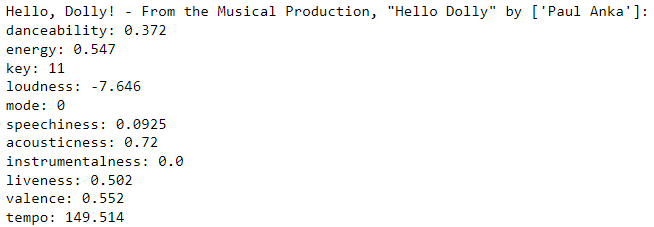 Hello, Dolly! - From the Musical Production, "Hello Dolly" by ['Paul Anka']:
danceability: 0.372
energy: 0.547
key: 11
loudness: -7.646
mode: 0
speechiness: 0.0925
acousticness: 0.72
instrumentalness: 0.0
liveness: 0.502
valence: 0.552
tempo: 149.514